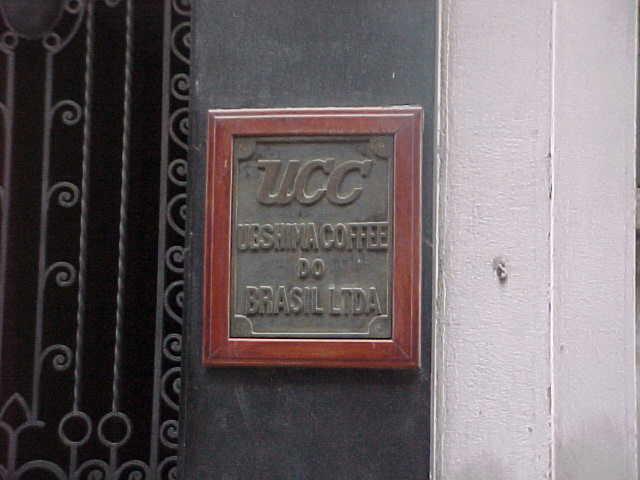 UCC
UESHIMA COFFEE
DO
BRASIL LTDA